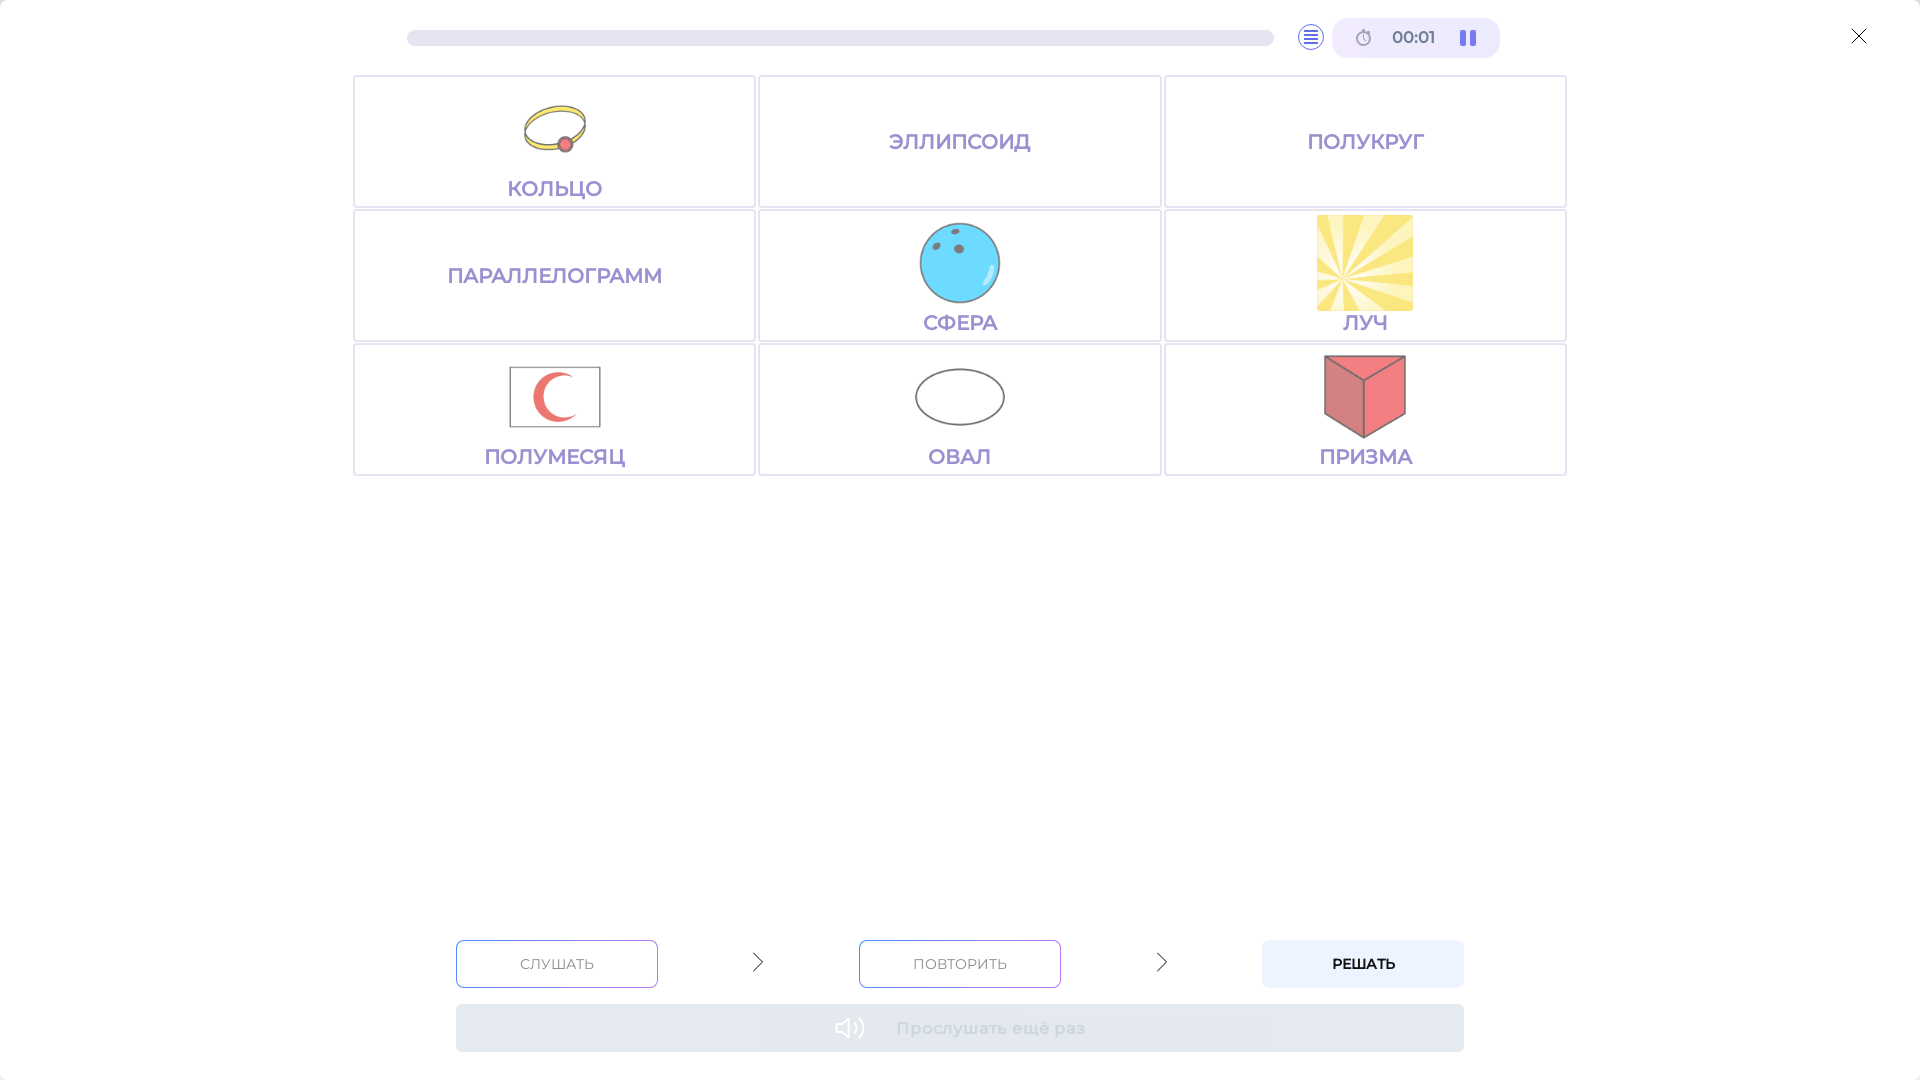 00:01
КОЛЬЦО
ЭЛЛИПСОИД
ПОЛУКРУГ
ПАРАЛЛЕЛОГРАММ
СФЕРА
ЛУЧ
ПОЛУМЕСЯЦ
ОВАЛ
ПРИЗМА
СЛУШАТЬ
ПОВТОРИТЬ
РЕШАТЬ
Прослушать ещё раз